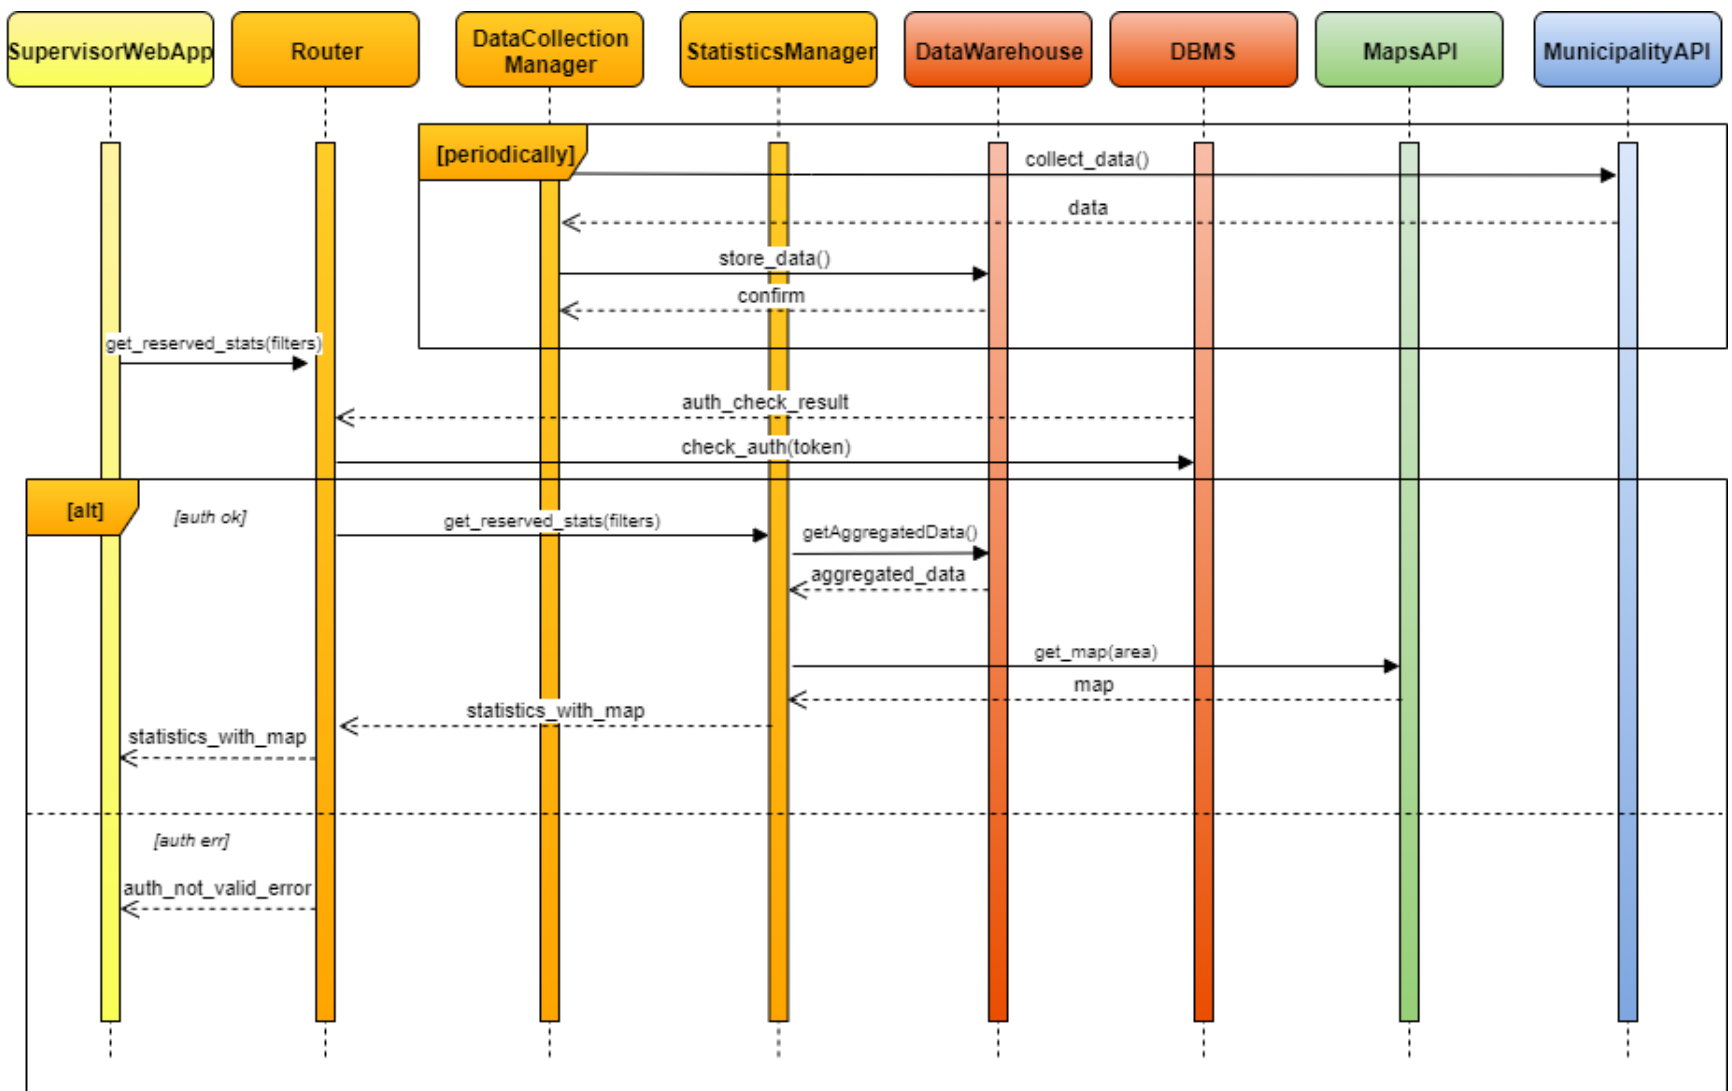 SupervisorWebApp
Router
DataCollection
Manager
StatisticsManager
DataWarehouse
DBMS
MapsAPI
MunicipalityAPI
[periodically]
collect_data()
data
store_data()
confirm
get_reserved_stats(filters)
auth_check_result
check_auth(token)
[alt]
[auth ok]
get_reserved_stats(filters)
getAggregatedData()
aggregated_data
get_map(area)
map
statistics_with_map
statistics_with_map
[auth err]
auth_not_valid_error